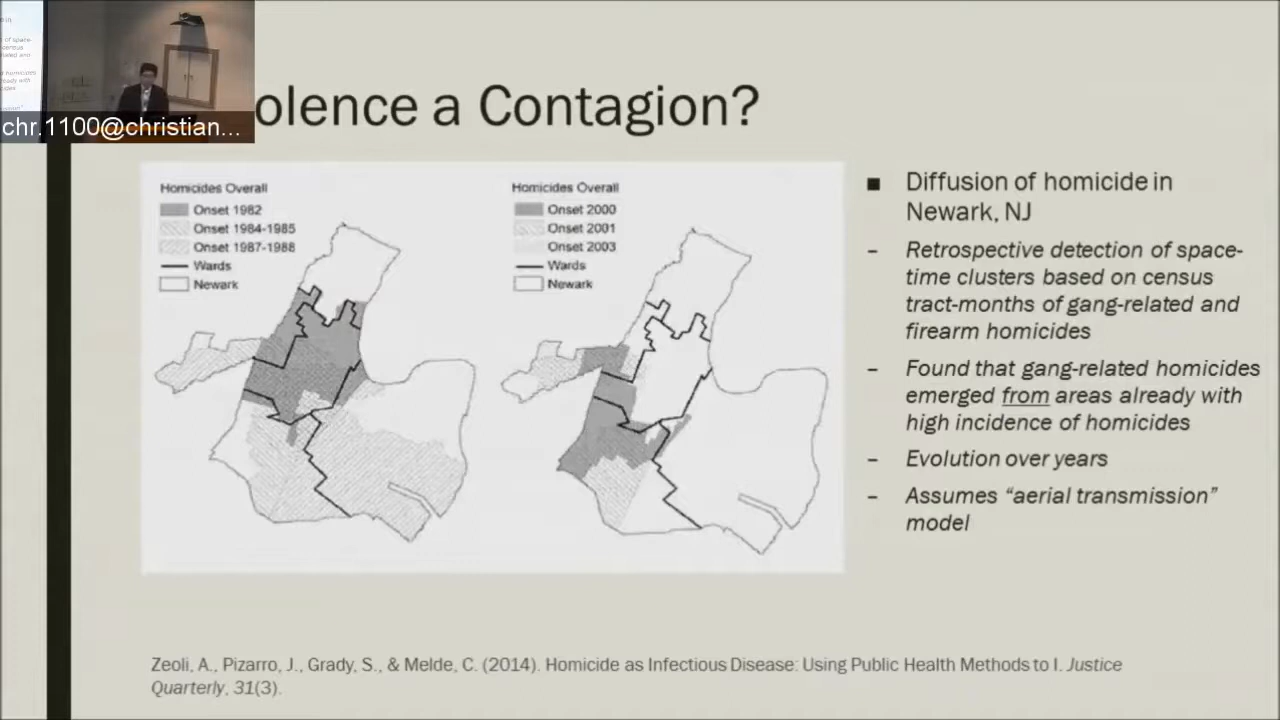 chr.1100@christian...
olence a Contagion?
Homicides Overall
Onset 1982
Onset 1984-1985
Onset 1987-1988
Wards
Newark
Homicides Overall
Onset 2000
Onset 2001
Onset 2003
Wards
Newark
■ Diffusion of homicide in
Newark, NJ
– Retrospective detection of space-
time clusters based on census
tract-months of gang-related and
firearm homicides
– Found that gang-related homicides
emerged from areas already with
high incidence of homicides
– Evolution over years
– Assumes “aerial transmission”
model
Zeoli, A., Pizarro, J., Grady, S., & Melde, C. (2014). Homicide as Infectious Disease: Using Public Health Methods to I. Justice
Quarterly, 31(3).